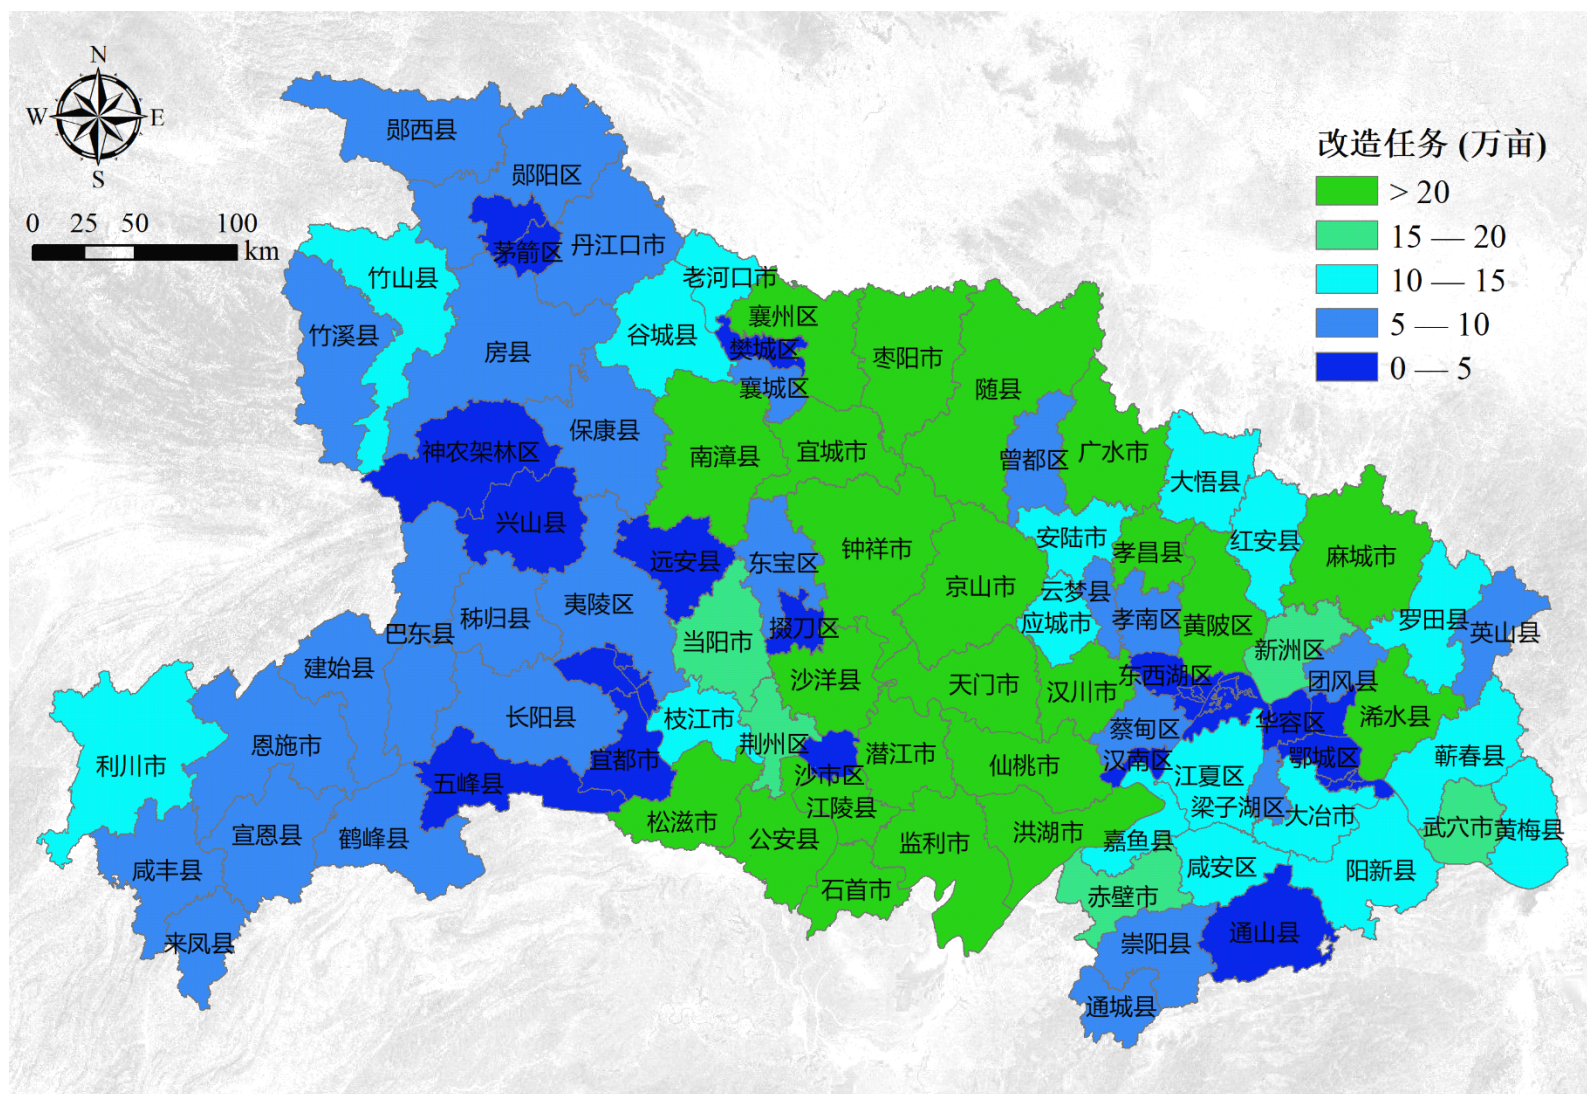 N
W
E
S
0 25 50 100
km
改造任务 (万亩)
> 20
15 — 20
10 — 15
5 — 10
0 — 5
郧西县
郧阳区
茅箭区
丹江口市
竹山县
老河口市
竹溪县
房县
谷城县
襄州区
樊城区
枣阳市
襄城区
随县
保康县
神农架林区
南漳县
宜城市
曾都区
广水市
大悟县
兴山县
远安县
东宝区
钟祥市
安陆市
孝昌县
红安县
麻城市
京山市
云梦县
夷陵区
秭归县
巴东县
掇刀区
应城市
孝南区
黄陂区
罗田县
英山县
当阳市
新洲区
建始县
沙洋县
天门市
汉川市
东西湖区
团风县
长阳县
枝江市
蔡甸区
华容区
浠水县
恩施市
荆州区
潜江市
利川市
宜都市
仙桃市
汉南区
鄂城区
蕲春县
五峰县
沙市区
江夏区
江陵县
梁子湖区
大冶市
松滋市
公安县
监利市
洪湖市
嘉鱼县
武穴市
黄梅县
宣恩县
鹤峰县
咸丰县
石首市
咸安区
阳新县
赤壁市
来凤县
崇阳县
通山县
通城县